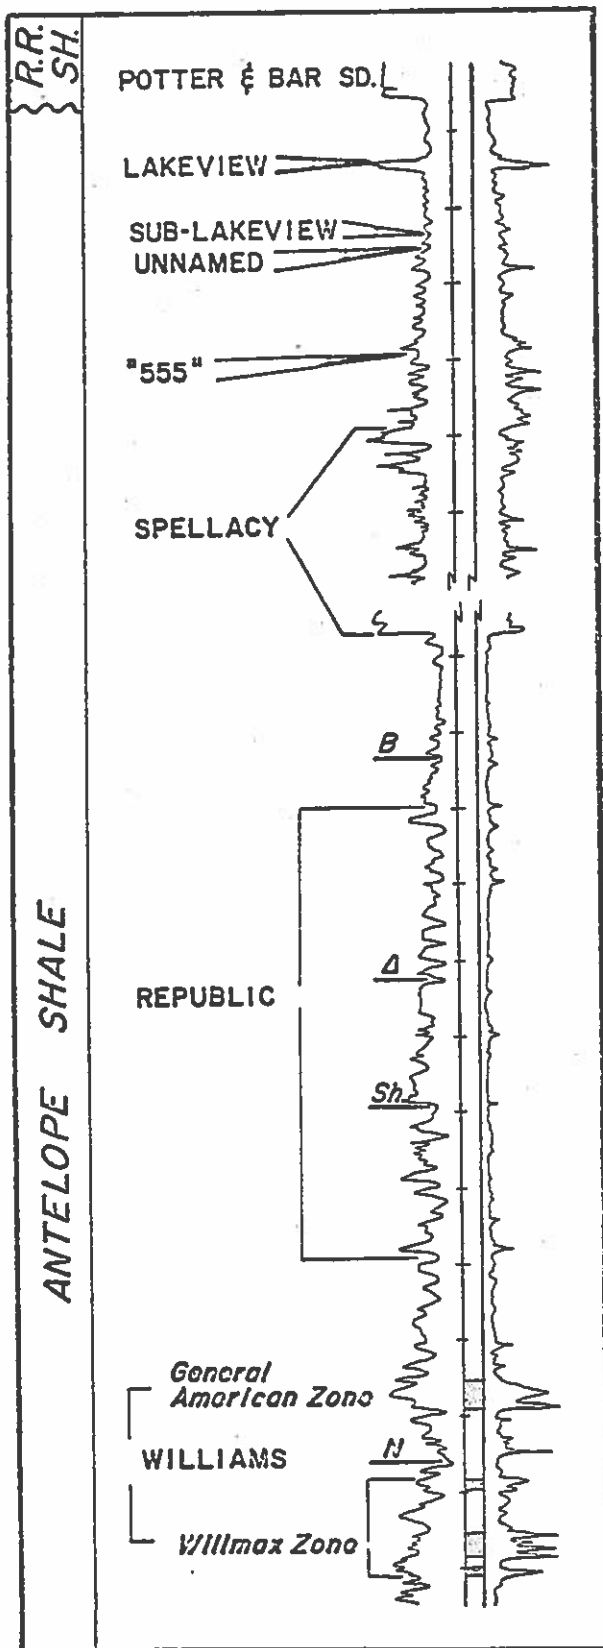 R.R.
SH.
POTTER & BAR SD.
LAKEVIEW
SUB-LAKEVIEW
UNNAMED
"555"
SPELLACY
B
REPUBLIC
Δ
Sh
ANTELOPE SHALE
General
American Zone
N
WILLIAMS
Willmax Zone